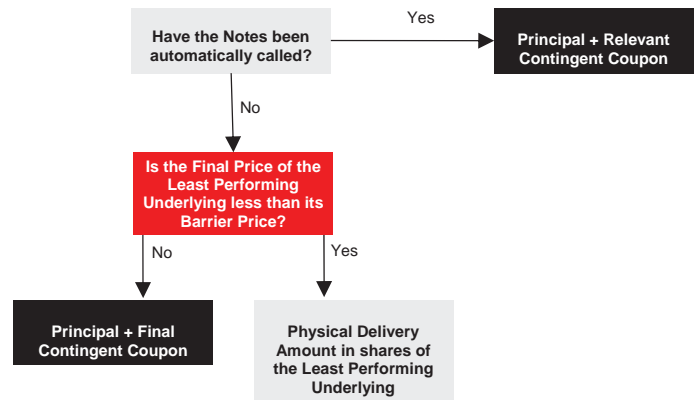 Have the Notes been
automatically called?
Yes
Principal + Relevant
Contingent Coupon
No
Is the Final Price of the
Least Performing
Underlying less than its
Barrier Price?
No
Yes
Principal + Final
Contingent Coupon
Physical Delivery
Amount in shares of
the Least Performing
Underlying